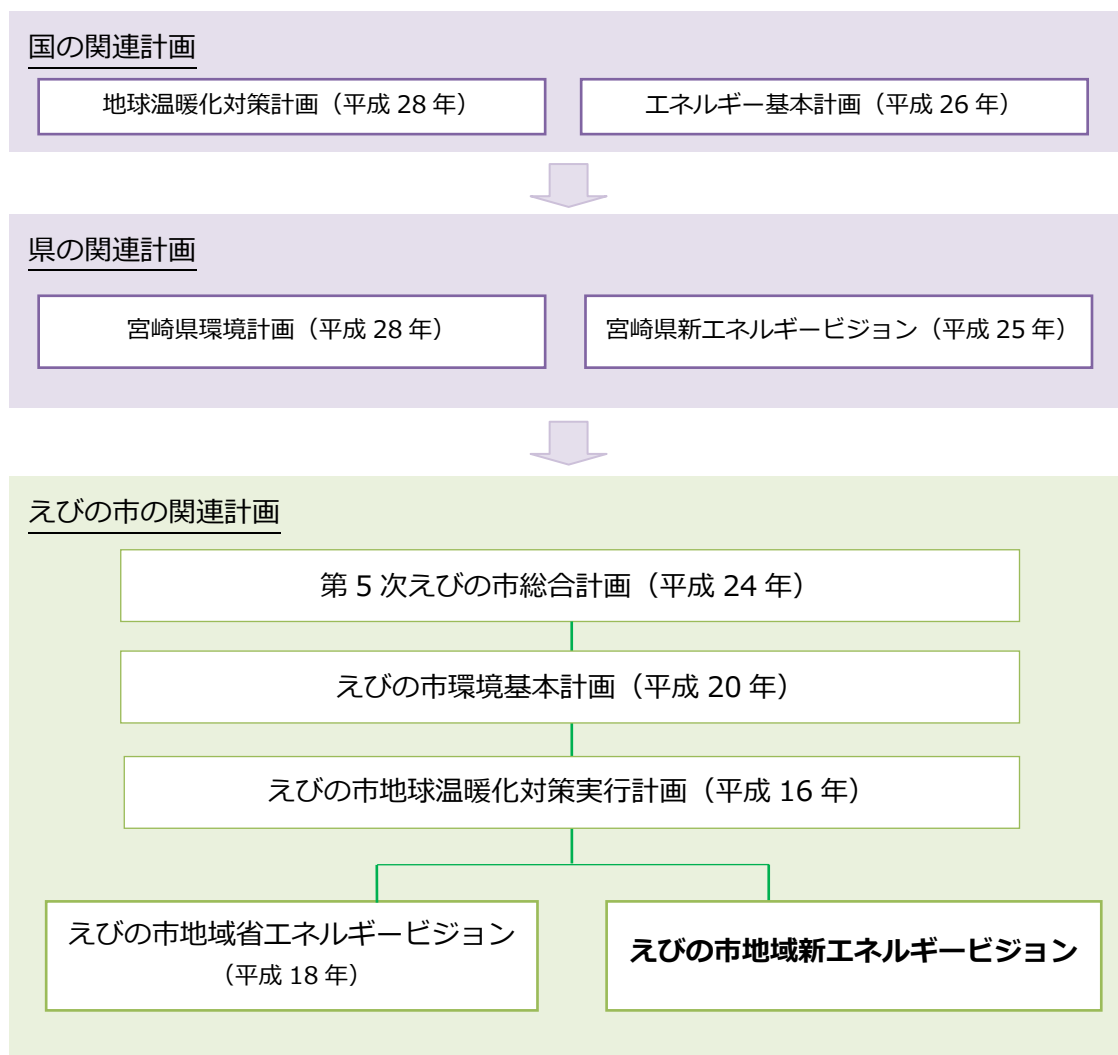 国の関連計画
地球温暖化対策計画（平成 28 年）
エネルギー基本計画（平成 26 年）
県の関連計画
宮崎県環境計画（平成 28 年）
宮崎県新エネルギービジョン（平成 25 年）
えびの市の関連計画
第 5 次えびの市総合計画（平成 24 年）
えびの市環境基本計画（平成 20 年）
えびの市地球温暖化対策実行計画（平成 16 年）
えびの市地域省エネルギービジョン
（平成 18 年）
えびの市地域新エネルギービジョン